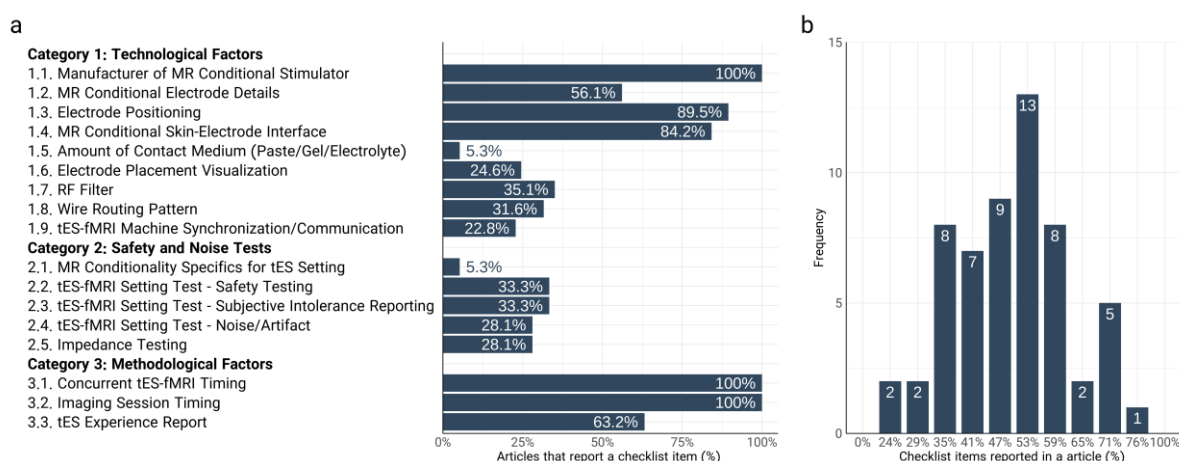 a
Category 1: Technological Factors
1.1. Manufacturer of MR Conditional Stimulator 100%
1.2. MR Conditional Electrode Details 56.1%
1.3. Electrode Positioning 89.5%
1.4. MR Conditional Skin-Electrode Interface 84.2%
1.5. Amount of Contact Medium (Paste/Gel/Electrolyte) 5.3%
1.6. Electrode Placement Visualization 24.6%
1.7. RF Filter 35.1%
1.8. Wire Routing Pattern 31.6%
1.9. tES-fMRI Machine Synchronization/Communication 22.8%
Category 2: Safety and Noise Tests
2.1. MR Conditionality Specifics for tES Setting 5.3%
2.2. tES-fMRI Setting Test - Safety Testing 33.3%
2.3. tES-fMRI Setting Test - Subjective Intolerance Reporting 33.3%
2.4. tES-fMRI Setting Test - Noise/Artifact 28.1%
2.5. Impedance Testing 28.1%
Category 3: Methodological Factors
3.1. Concurrent tES-fMRI Timing 100%
3.2. Imaging Session Timing 100%
3.3. tES Experience Report 63.2%
0% 25% 50% 75% 100%
Articles that report a checklist item (%)
b
15
10
5
0
Frequency
2 2 8 7 9 13 8 2 5 1
0% 24% 29% 35% 41% 47% 53% 59% 65% 71% 76% 100%
Checklist items reported in a article (%)